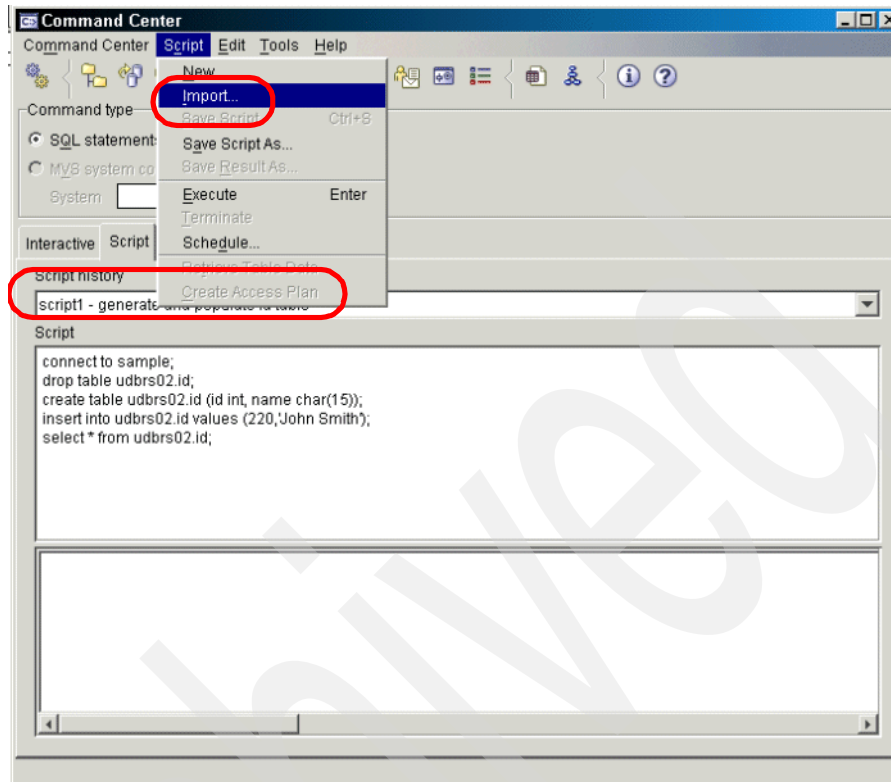 Command Center
Command Center Script Edit Tools Help
New
Import...
Save Script Ctrl+S
Save Script As...
Save Result As...
Execute Enter
Terminate
Schedule...
Retrieve Table Data
Create Access Plan
Command type
SQL statement
MVS system co
System
Interactive Script
Script history
script1 - generate and populate id table
Script
connect to sample;
drop table udbrs02.id;
create table udbrs02.id (id int, name char(15));
insert into udbrs02.id values (220,'John Smith');
select * from udbrs02.id;